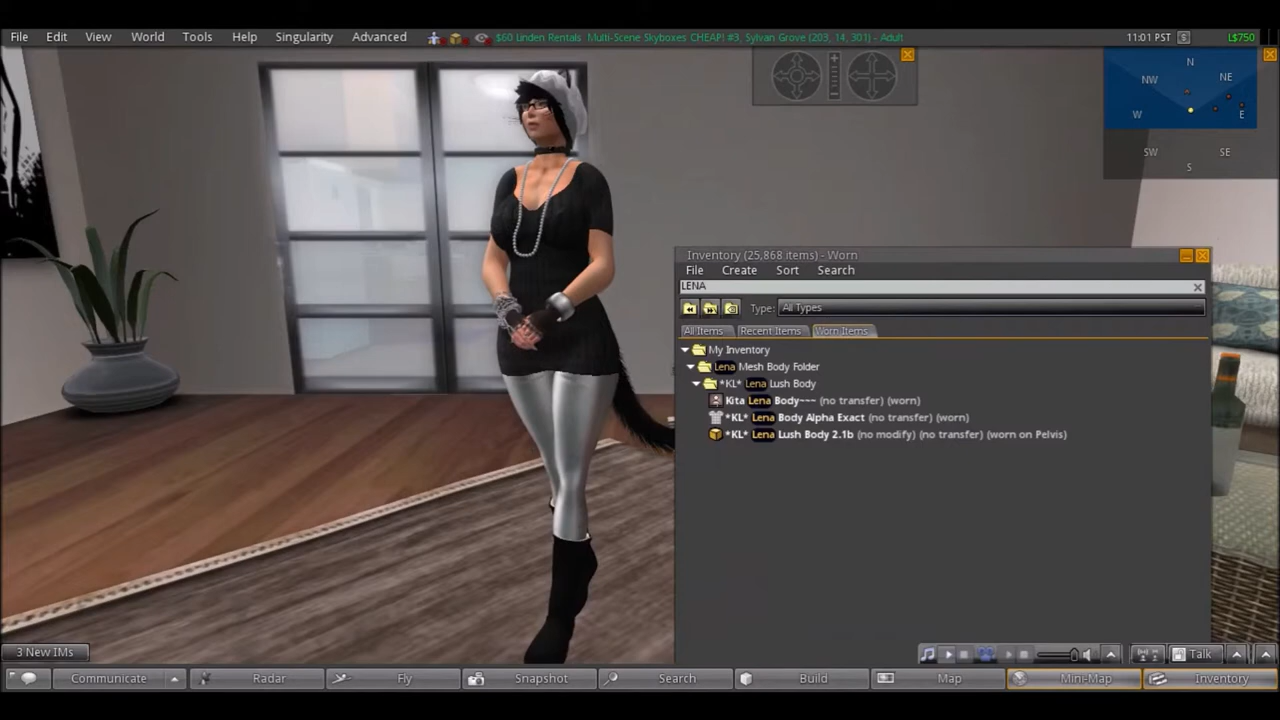 File Edit View World Tools Help Singularity Advanced $60 Linden Rentals Multi-Scene Skyboxes CHEAP! #3, Sylvan Grove (203, 14, 301) - Adult 11:01 PST $ L$750
N
NW NE
W E
SW SE
S
Inventory (25,868 items) - Worn
File Create Sort Search
LENA
Type: All Types
All Items Recent Items Worn Items
My Inventory
Lena Mesh Body Folder
*KL* Lena Lush Body
Kita Lena Body~~~ (no transfer) (worn)
*KL* Lena Body Alpha Exact (no transfer) (worn)
*KL* Lena Lush Body 2.1b (no modify) (no transfer) (worn on Pelvis)
3 New IMs Talk
Communicate Radar Fly Snapshot Search Build Map Mini-Map Inventory